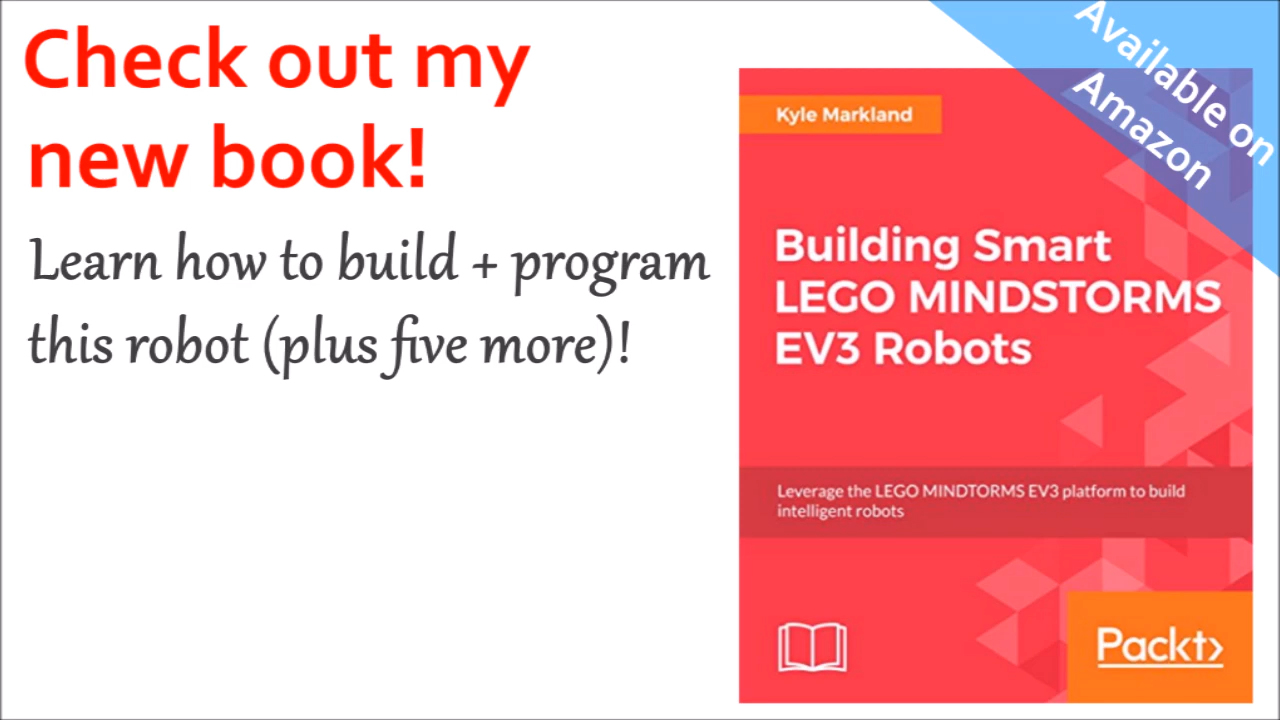 Check out my
new book!
Learn how to build + program
this robot (plus five more)!
Available on
Amazon
Kyle Markland
Building Smart
LEGO MINDSTORMS
EV3 Robots
Leverage the LEGO MINDTORMS EV3 platform to build
intelligent robots
Packt>